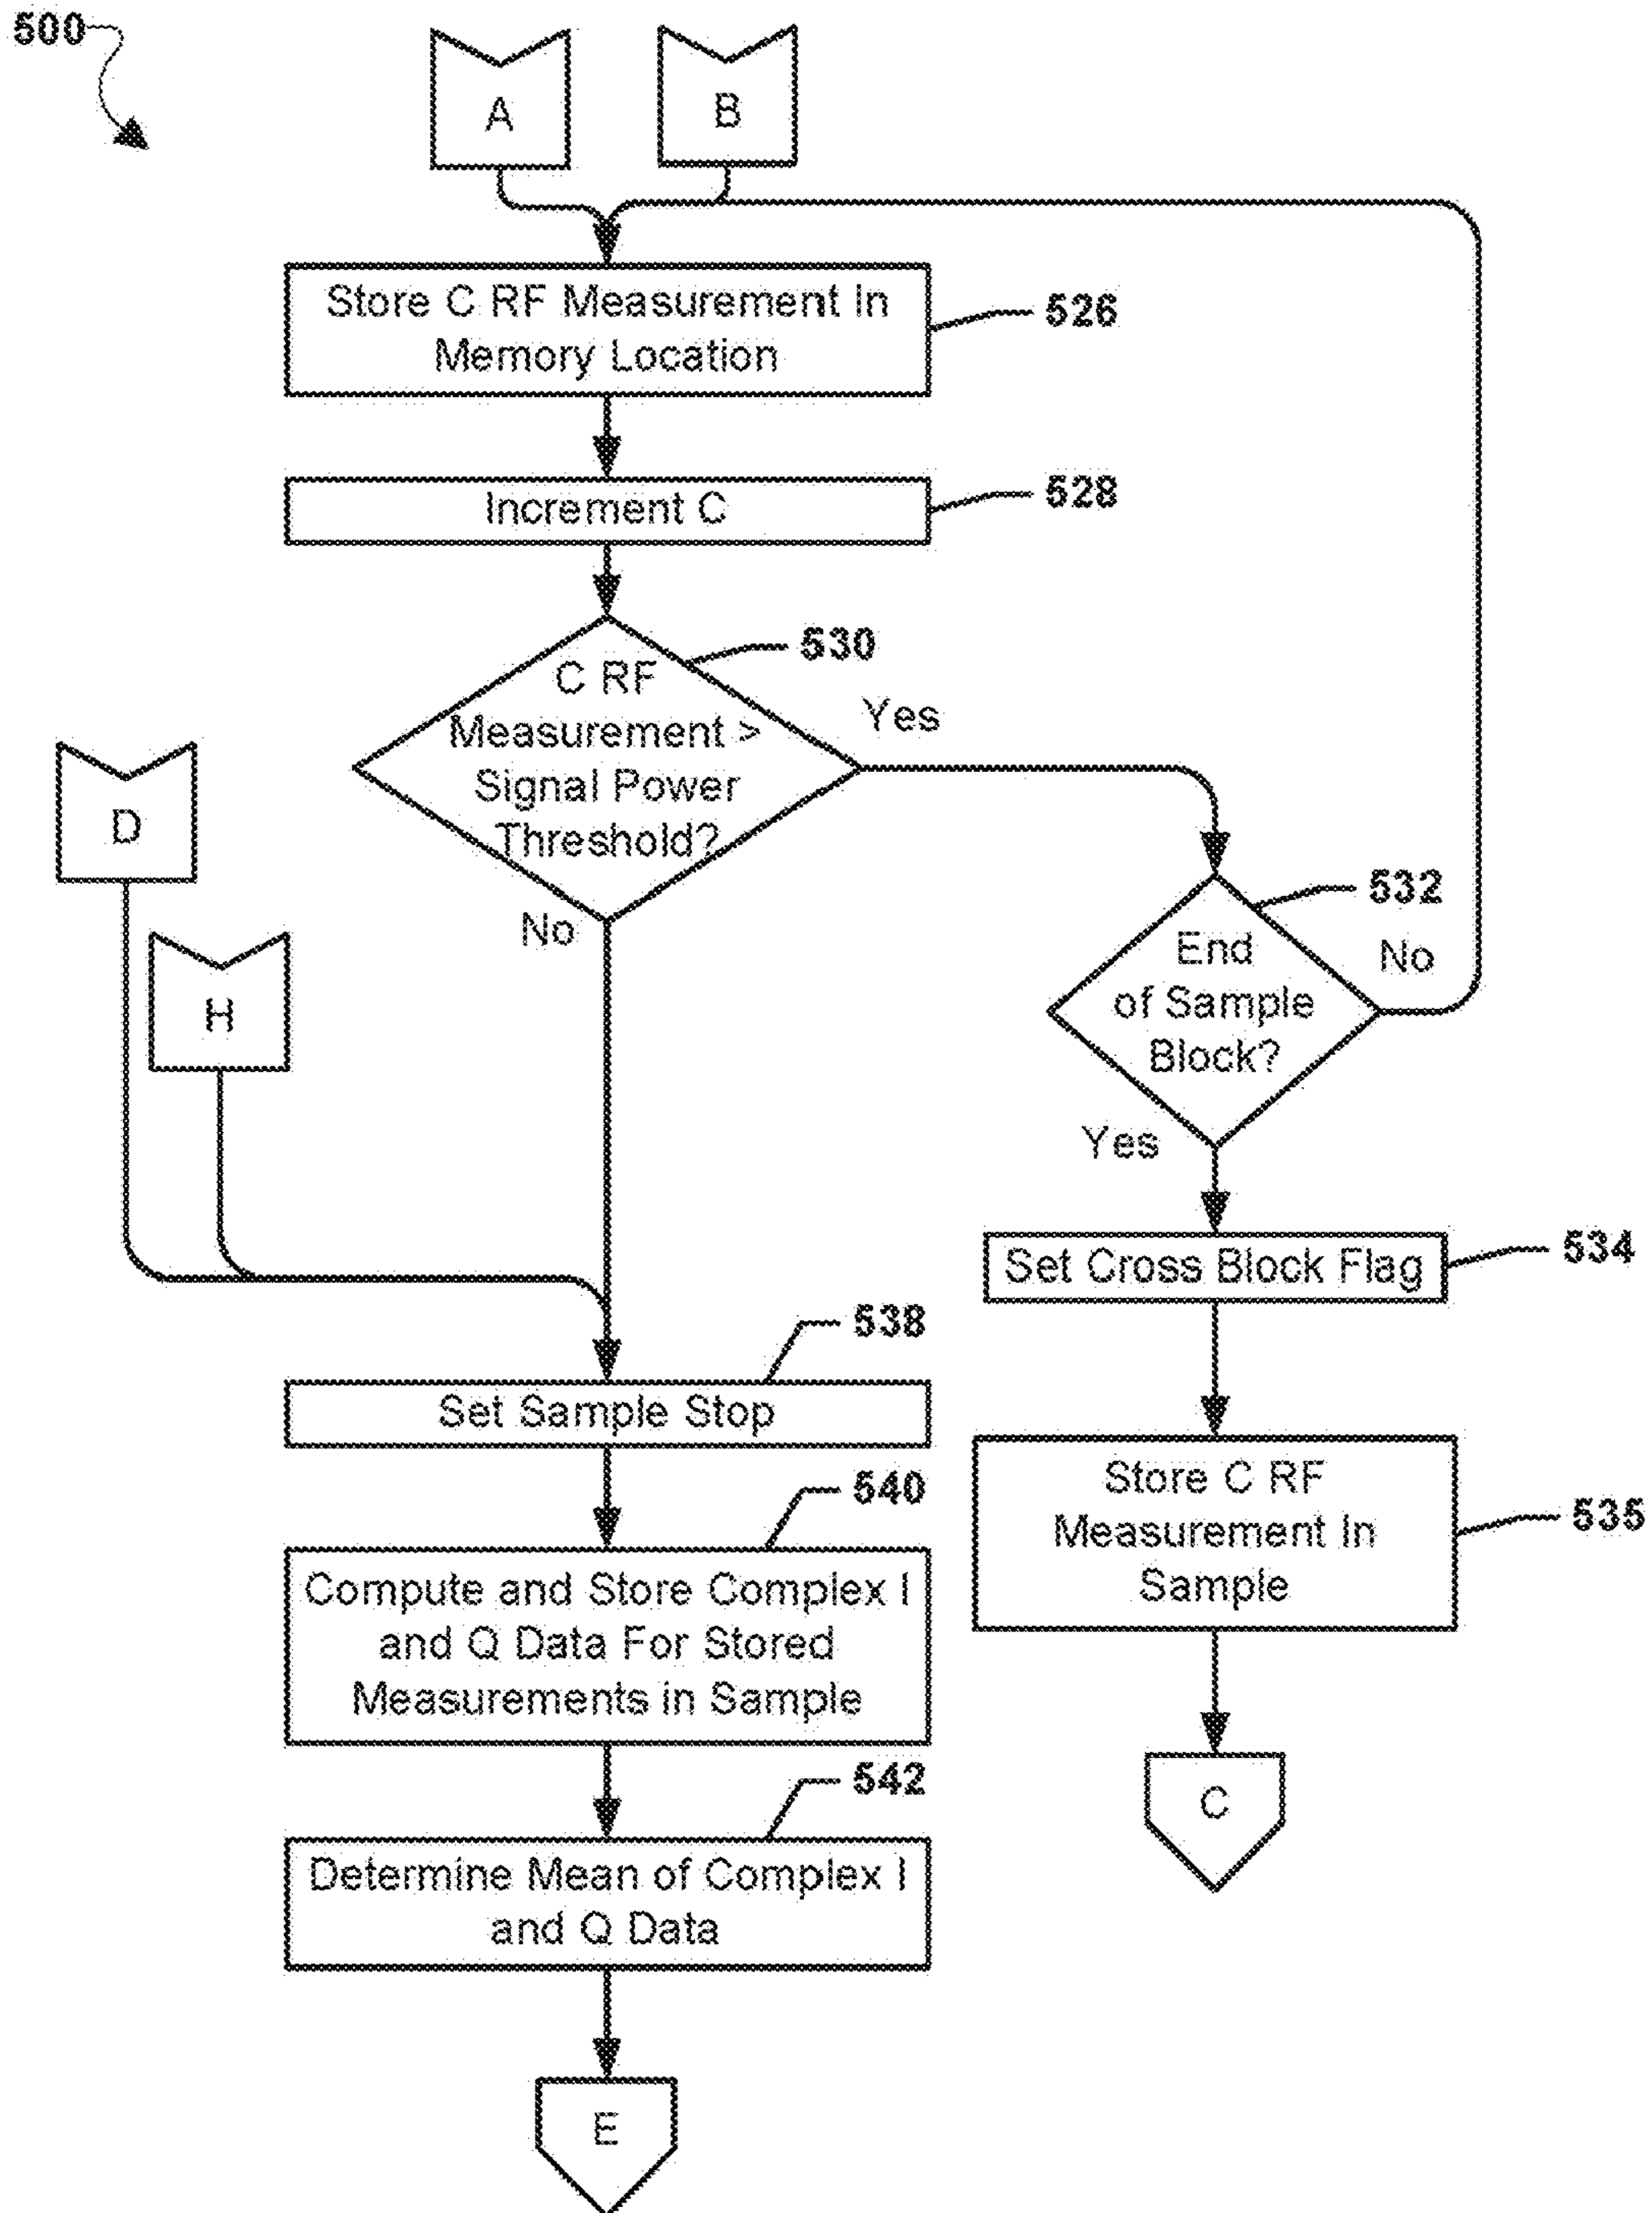 500
A
B
Store C RF Measurement In
Memory Location
526
Increment C
528
530
C RF
Measurement >
Signal Power
Threshold?
Yes
No
D
H
532
End
of Sample
Block?
No
Yes
Set Cross Block Flag
534
538
Set Sample Stop
Store C RF
Measurement In
Sample
535
540
Compute and Store Complex I
and Q Data For Stored
Measurements in Sample
C
542
Determine Mean of Complex I
and Q Data
E